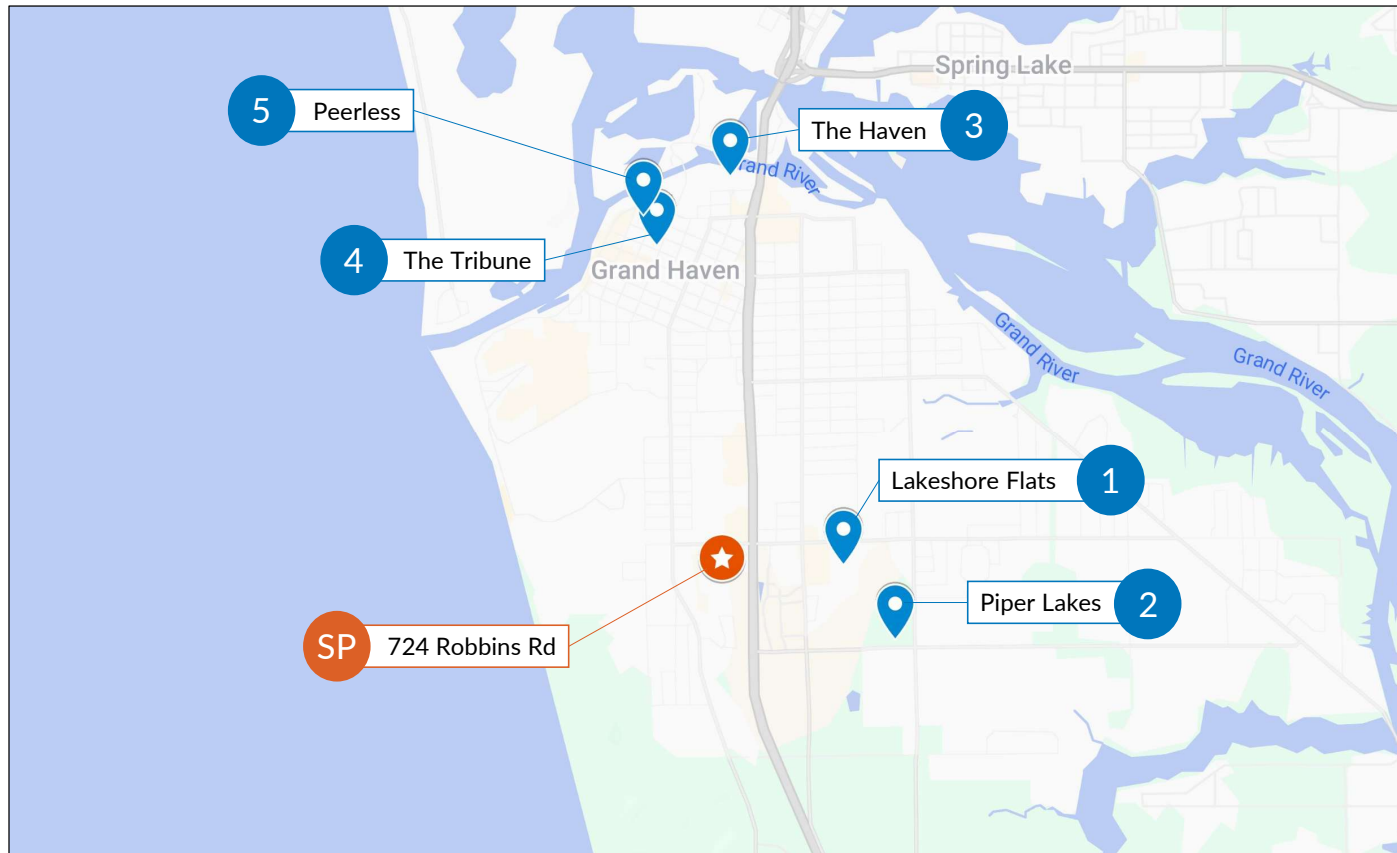 Spring Lake
5 Peerless
The Haven 3
rand River
4 The Tribune
Grand Haven
Grand River
Grand River
Lakeshore Flats 1
Piper Lakes 2
SP 724 Robbins Rd